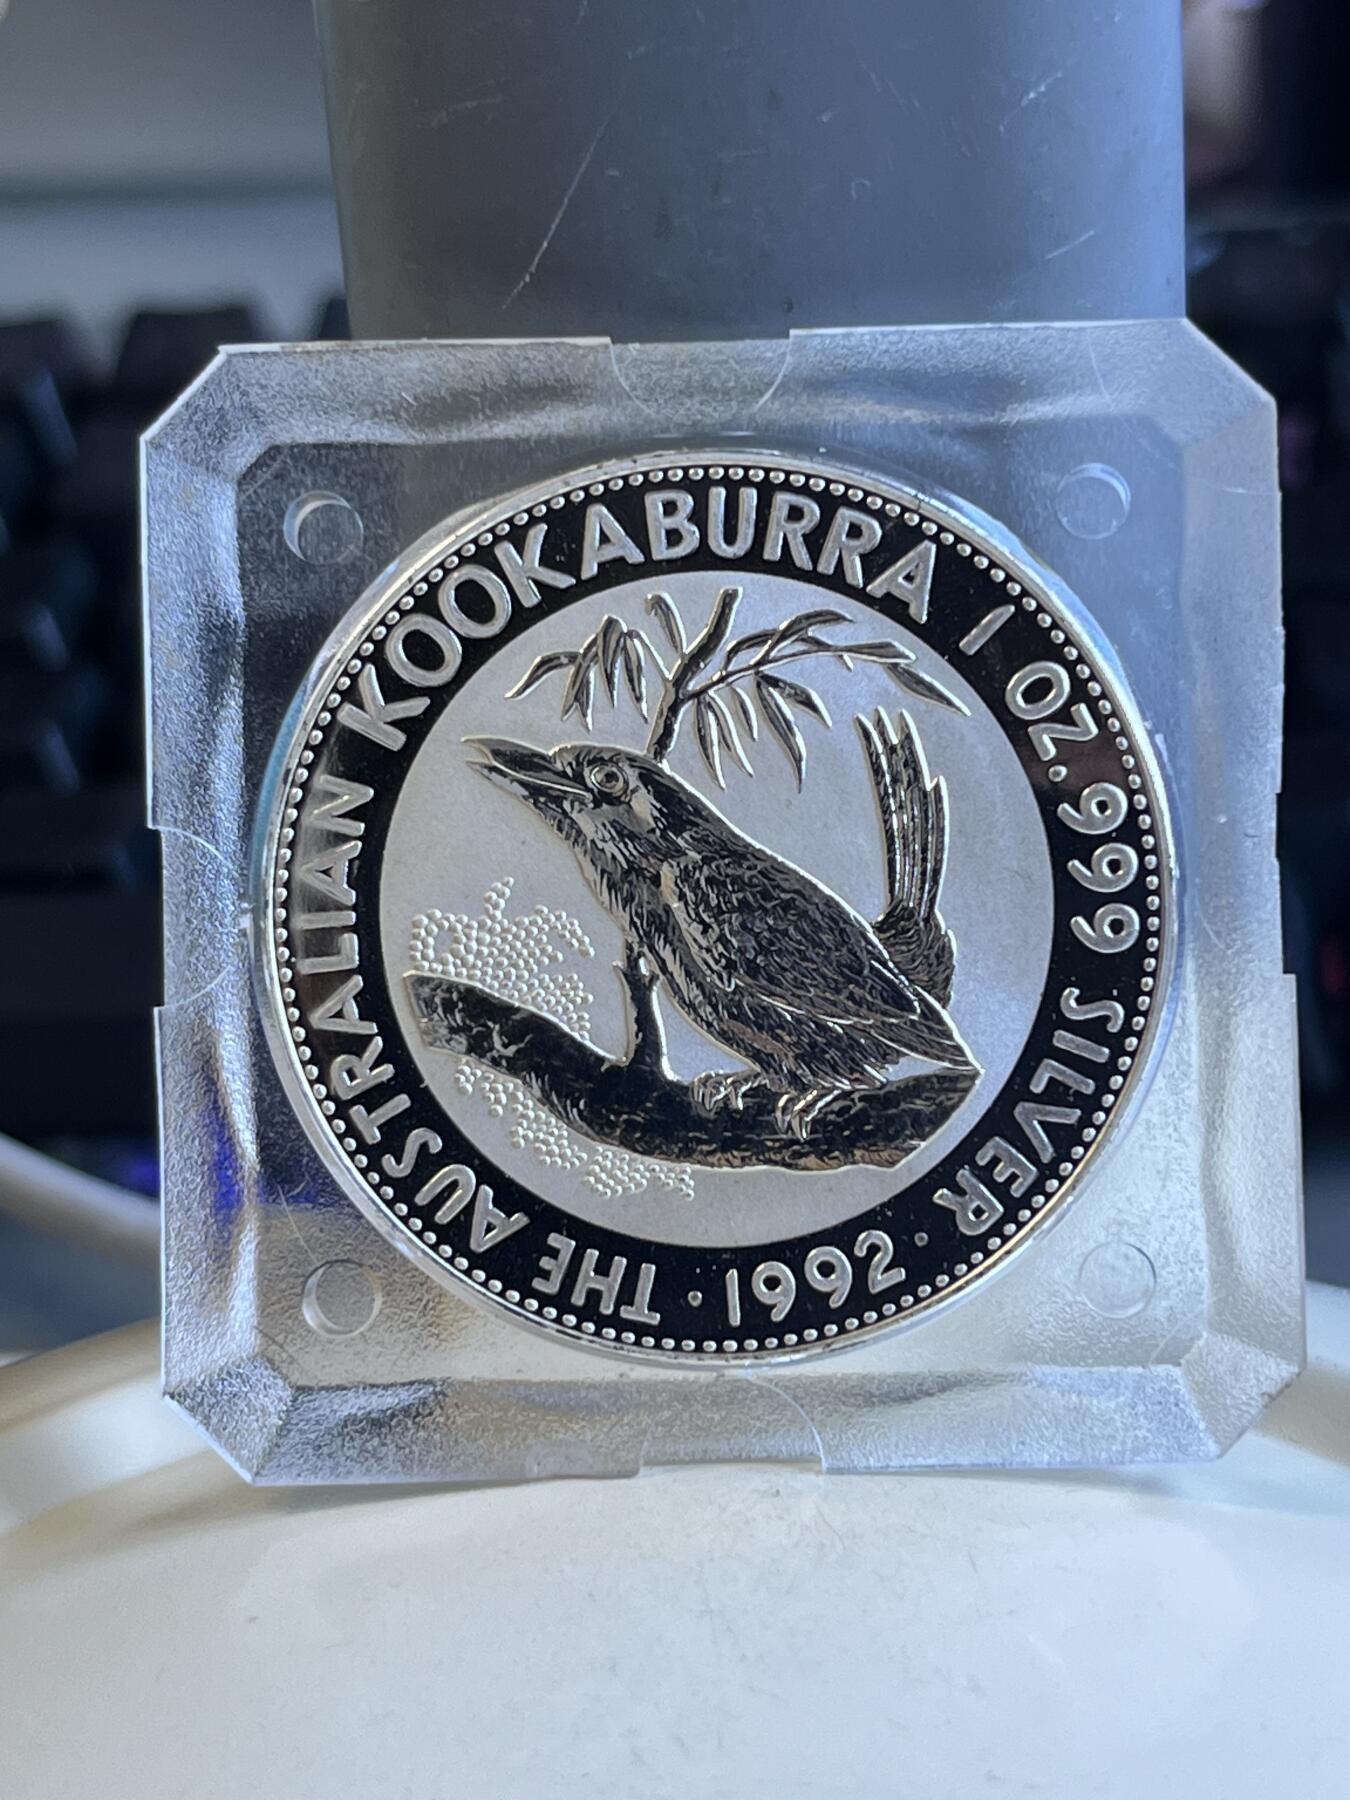 THE AUSTRALIAN KOOKABURRA 1 OZ. 999 SILVER
· 1992 ·